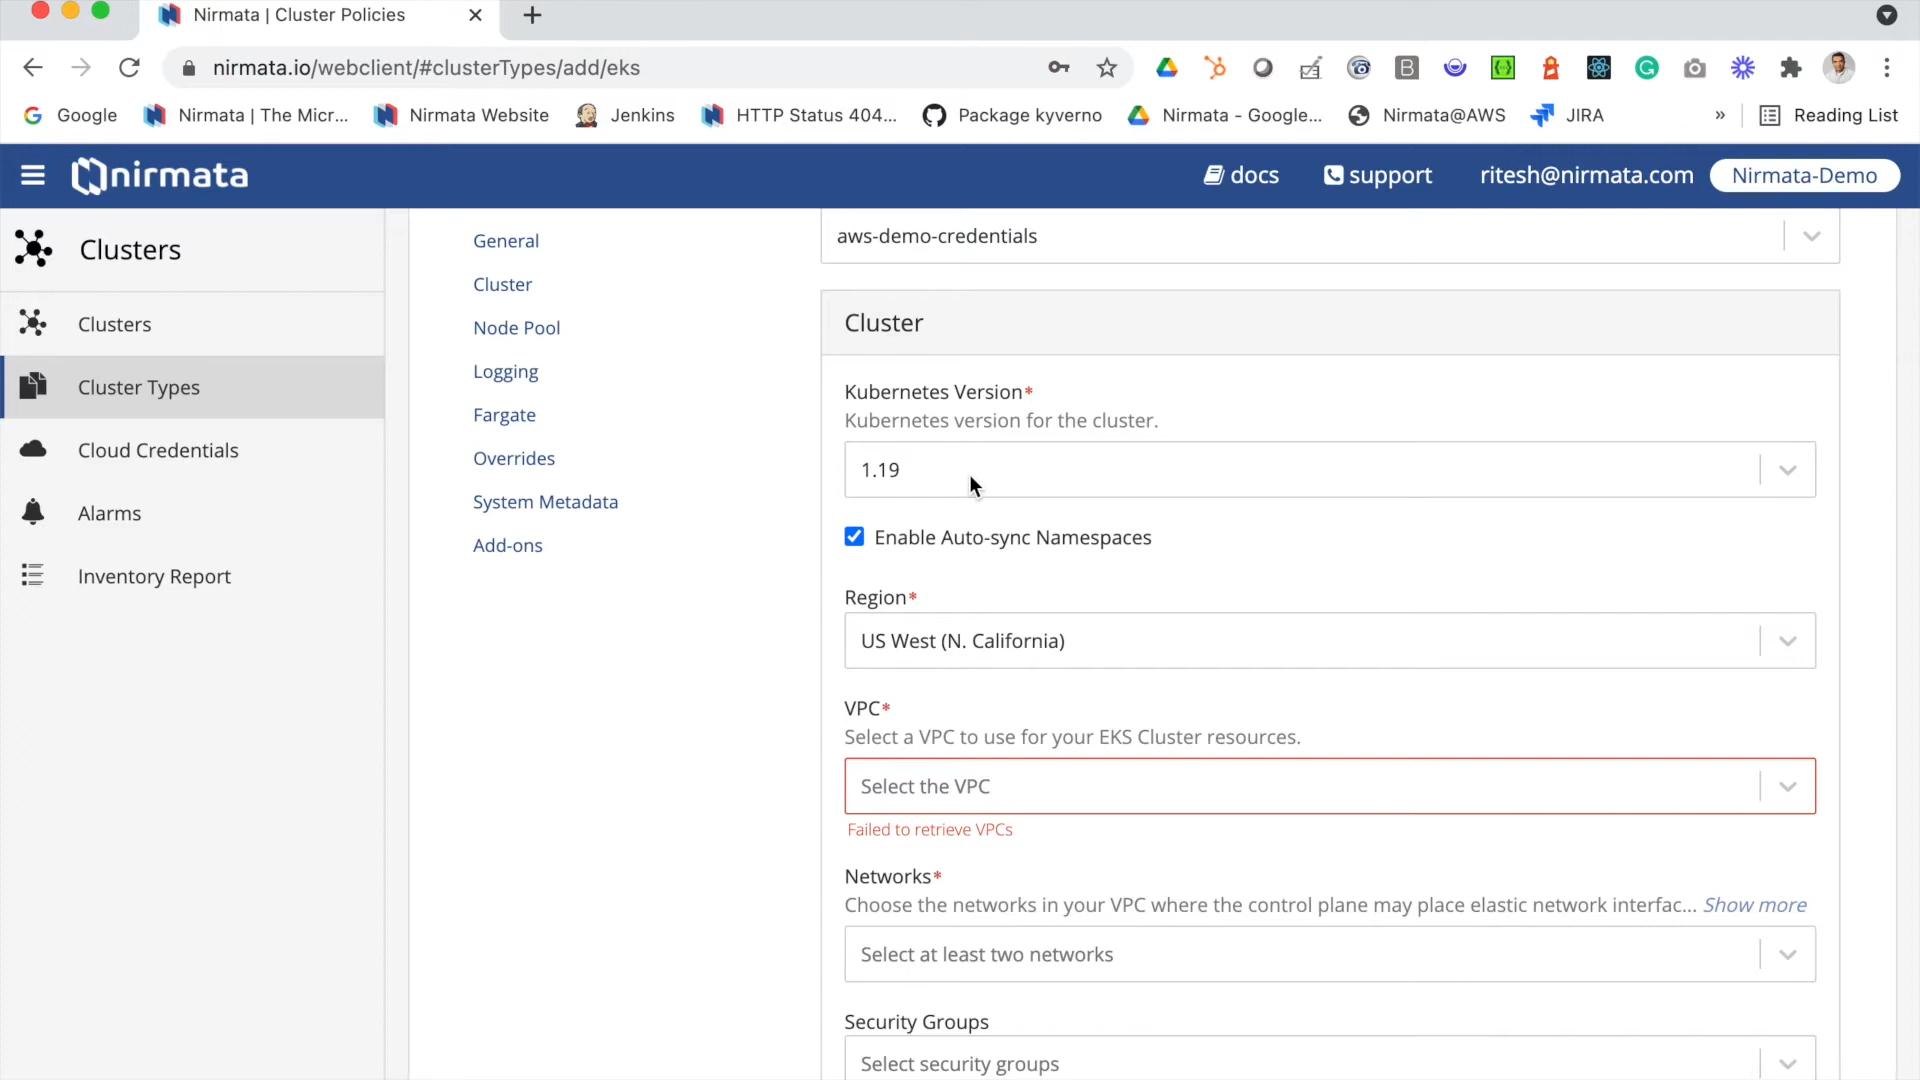 Nirmata | Cluster Policies
nirmata.io/webclient/#clusterTypes/add/eks
Google
Nirmata | The Micr...
Nirmata Website
Jenkins
HTTP Status 404...
Package kyverno
Nirmata - Google...
Nirmata@AWS
JIRA
»
Reading List
nirmata
docs
support
ritesh@nirmata.com
Nirmata-Demo
Clusters
Clusters
Cluster Types
Cloud Credentials
Alarms
Inventory Report
General
Cluster
Node Pool
Logging
Fargate
Overrides
System Metadata
Add-ons
aws-demo-credentials
Cluster
Kubernetes Version*
Kubernetes version for the cluster.
1.19
Enable Auto-sync Namespaces
Region*
US West (N. California)
VPC*
Select a VPC to use for your EKS Cluster resources.
Select the VPC
Failed to retrieve VPCs
Networks*
Choose the networks in your VPC where the control plane may place elastic network interfac... Show more
Select at least two networks
Security Groups
Select security groups